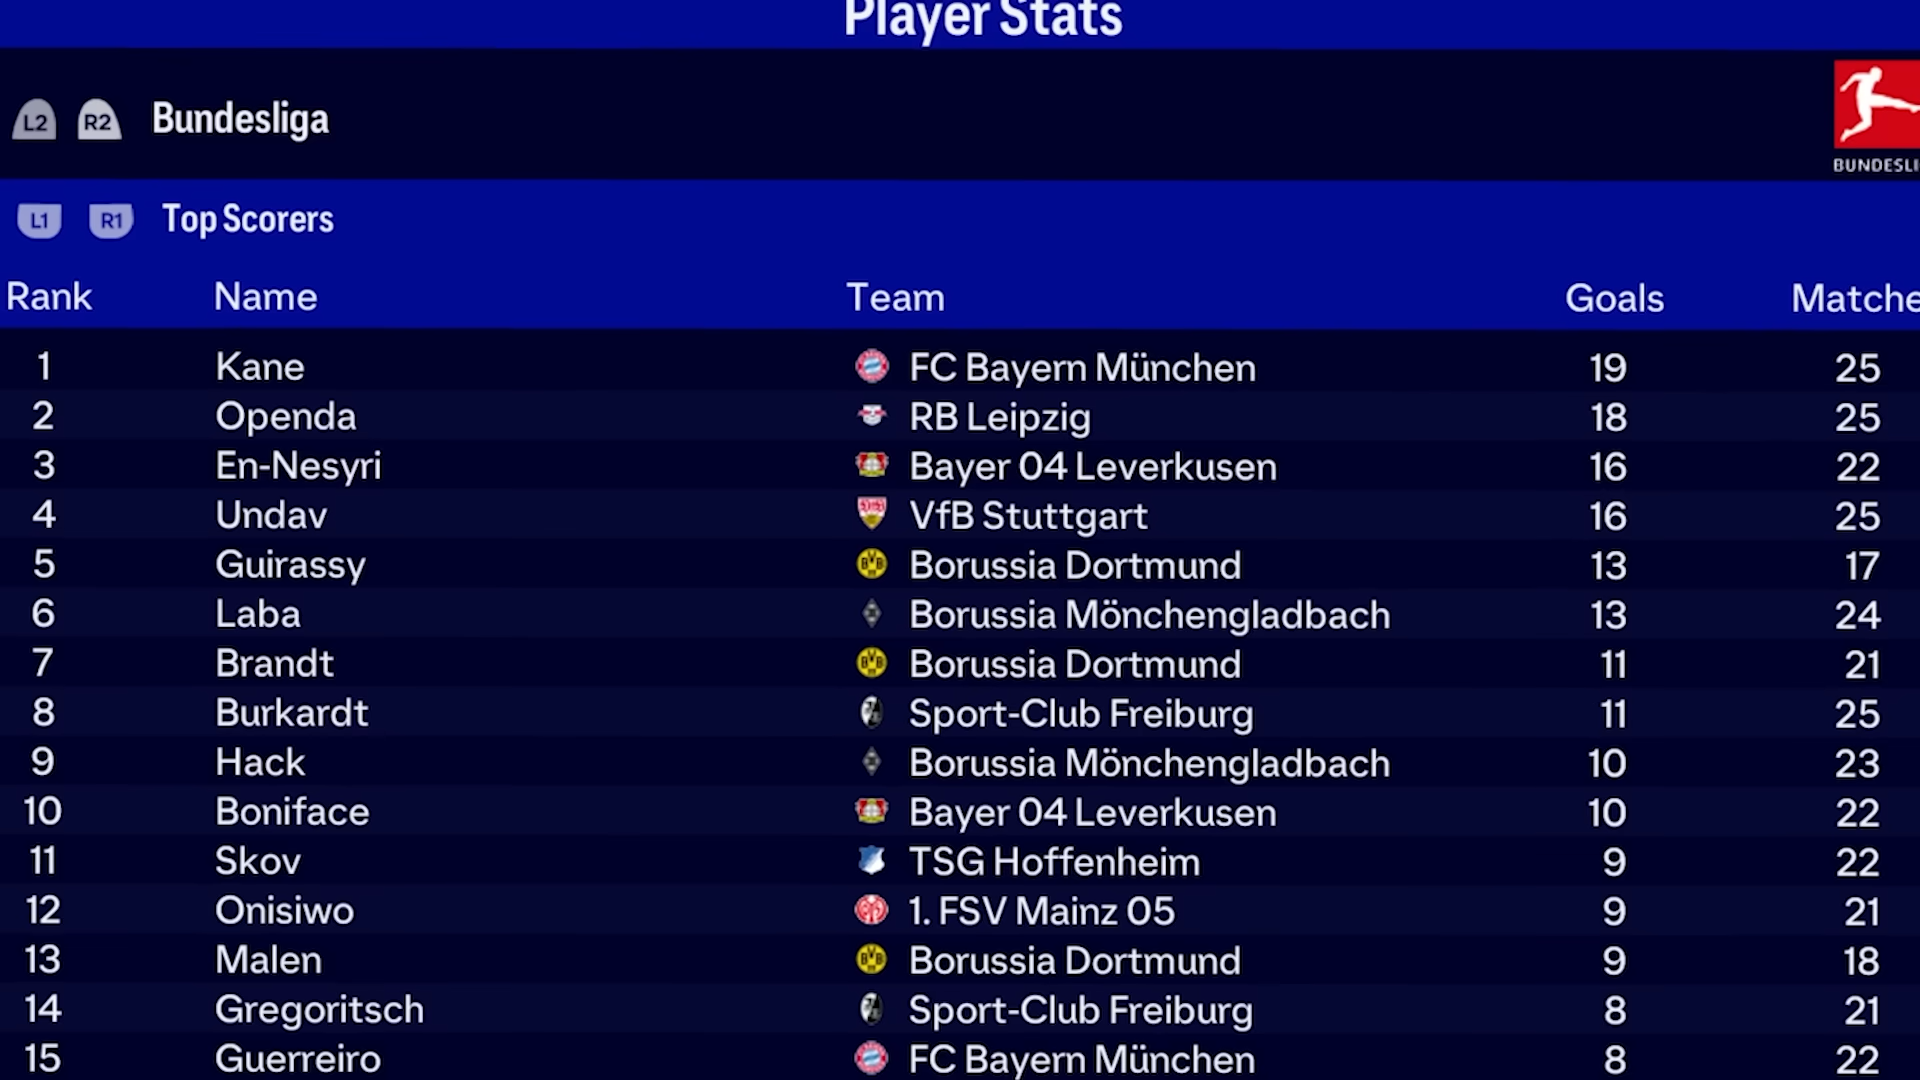 Player Stats
L2 R2 Bundesliga
BUNDESLI
L1 R1 Top Scorers
Rank Name Team Goals Matche
1 Kane FC Bayern München 19 25
2 Openda RB Leipzig 18 25
3 En-Nesyri Bayer 04 Leverkusen 16 22
4 Undav VfB Stuttgart 16 25
5 Guirassy Borussia Dortmund 13 17
6 Laba Borussia Mönchengladbach 13 24
7 Brandt Borussia Dortmund 11 21
8 Burkardt Sport-Club Freiburg 11 25
9 Hack Borussia Mönchengladbach 10 23
10 Boniface Bayer 04 Leverkusen 10 22
11 Skov TSG Hoffenheim 9 22
12 Onisiwo 1. FSV Mainz 05 9 21
13 Malen Borussia Dortmund 9 18
14 Gregoritsch Sport-Club Freiburg 8 21
15 Guerreiro FC Bayern München 8 22